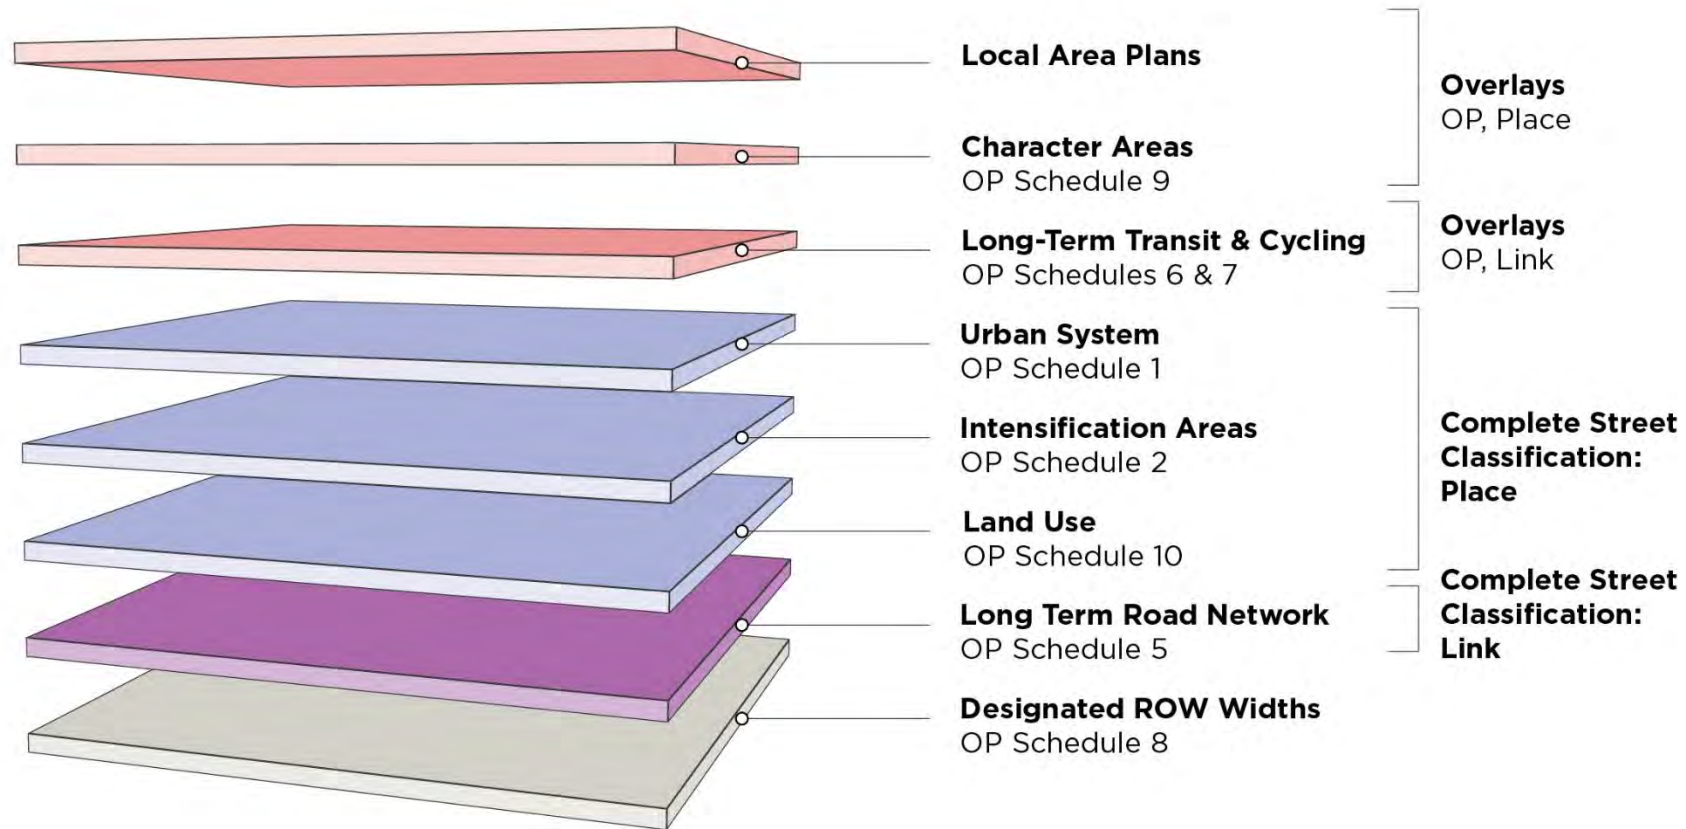 Local Area Plans
Character Areas
OP Schedule 9
Long-Term Transit & Cycling
OP Schedules 6 & 7
Urban System
OP Schedule 1
Intensification Areas
OP Schedule 2
Land Use
OP Schedule 10
Long Term Road Network
OP Schedule 5
Designated ROW Widths
OP Schedule 8
Overlays
OP, Place
Overlays
OP, Link
Complete Street
Classification:
Place
Complete Street
Classification:
Link